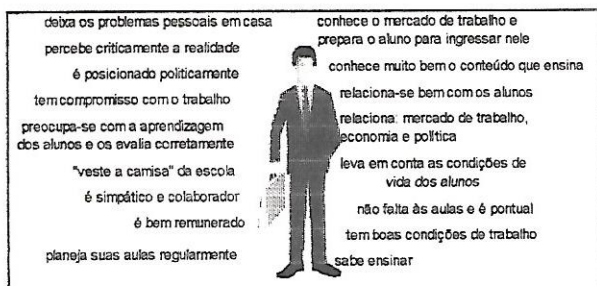 deixa os problemas pessoais em casa
percebe criticamente a realidade
é posicionado politicamente
tem compromisso com o trabalho
preocupa-se com a aprendizagem
dos alunos e os avalia corretamente
"veste a camisa" da escola
é simpático e colaborador
é bem remunerado
planeja suas aulas regularmente
conhece o mercado de trabalho e
prepara o aluno para ingressar nele
conhece muito bem o conteúdo que ensina
relaciona-se bem com os alunos
relaciona: mercado de trabalho,
economia e política
leva em conta as condições de
vida dos alunos
não falta às aulas e é pontual
tem boas condições de trabalho
sabe ensinar